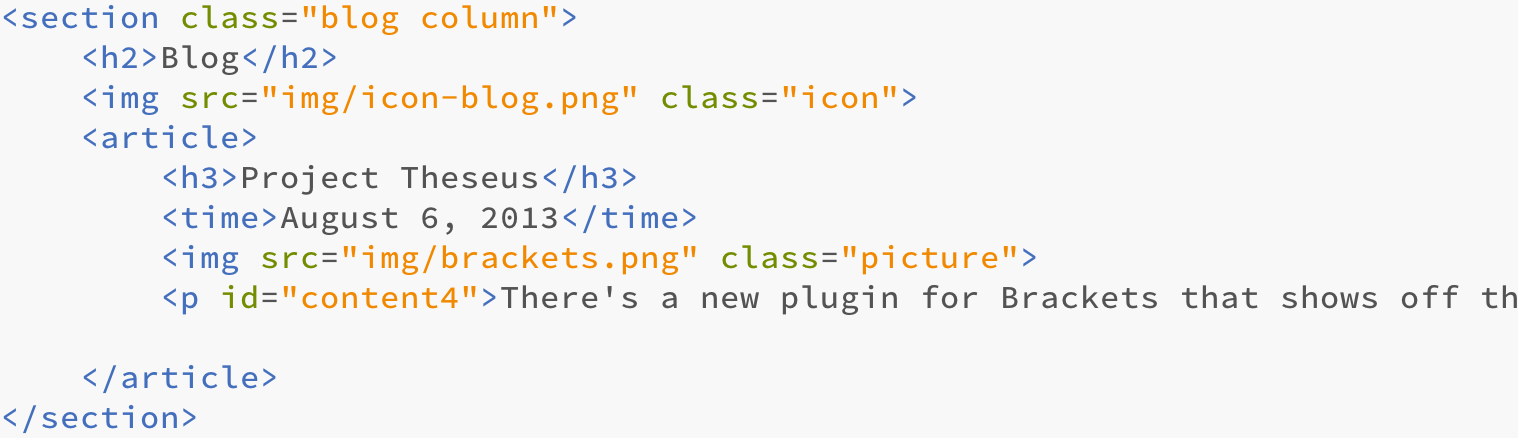 <section class="blog column">
    <h2>Blog</h2>
    <img src="img/icon-blog.png" class="icon">
    <article>
        <h3>Project Theseus</h3>
        <time>August 6, 2013</time>
        <img src="img/brackets.png" class="picture">
        <p id="content4">There's a new plugin for Brackets that shows off th

    </article>
</section>